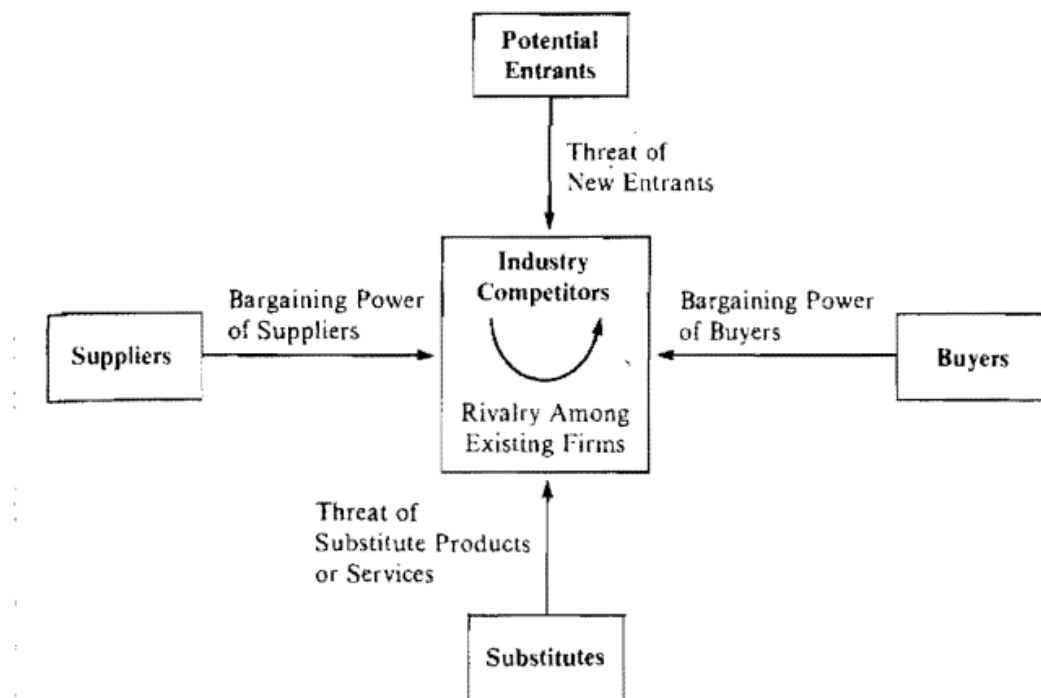 Potential
Entrants
Threat of
New Entrants
Industry
Competitors
Bargaining Power
of Suppliers
Bargaining Power
of Buyers
Suppliers
Buyers
Rivalry Among
Existing Firms
Threat of
Substitute Products
or Services
Substitutes